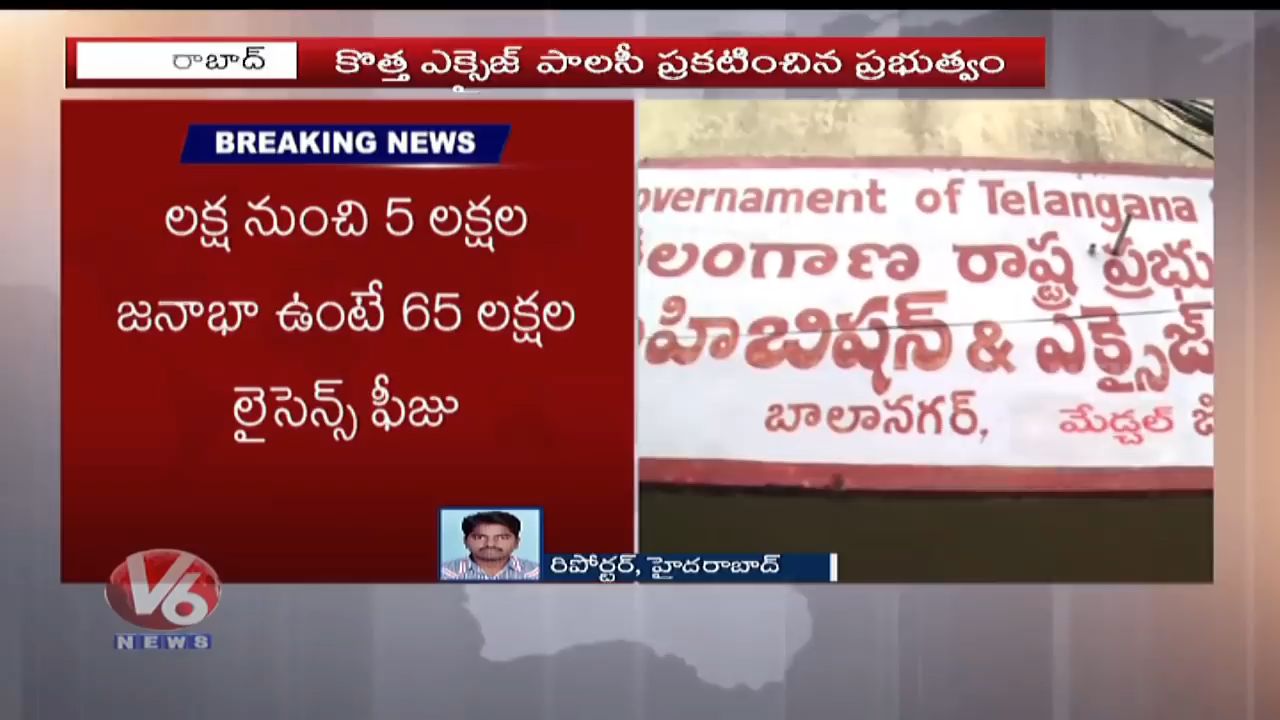 రాబాద్ కొత్త ఎక్సైజ్ పాలసీ ప్రకటించిన ప్రభుత్వం
BREAKING NEWS
లక్ష నుంచి 5 లక్షల
జనాభా ఉంటే 65 లక్షల
లైసెన్స్ ఫీజు
overnament of Telangana
లంగాణ రాష్ట్ర ప్రభు
హిబిషన్ & ఎక్సైజ్
బాలానగర్, మేడ్చల్ జి
రిపోర్టర్, హైదరాబాద్
V6
NEWS